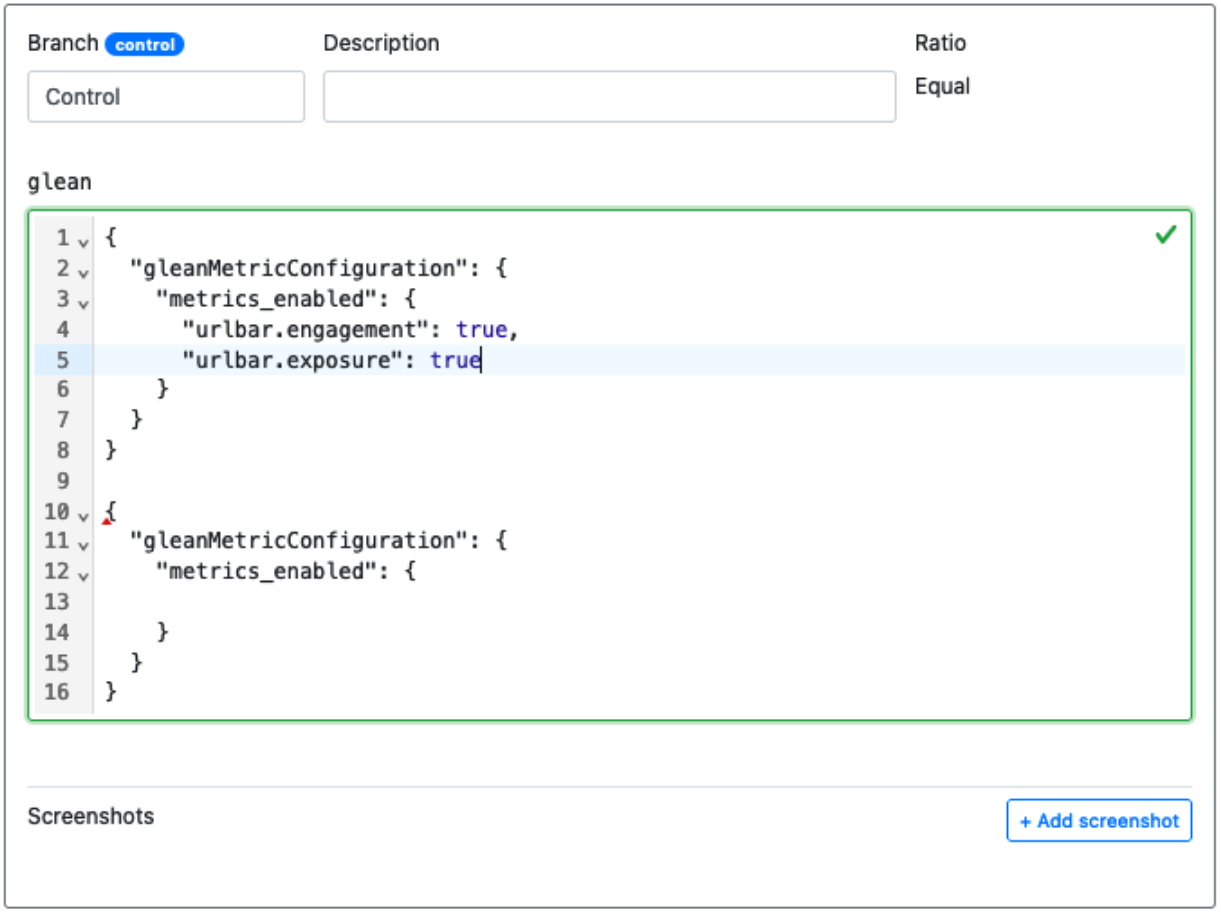 Branch control Description Ratio
Control Equal
glean
1 {
2 "gleanMetricConfiguration": {
3 "metrics_enabled": {
4 "urlbar.engagement": true,
5 "urlbar.exposure": true
6 }
7 }
8 }
9
10 {
11 "gleanMetricConfiguration": {
12 "metrics_enabled": {
13
14 }
15 }
16 }
Screenshots + Add screenshot